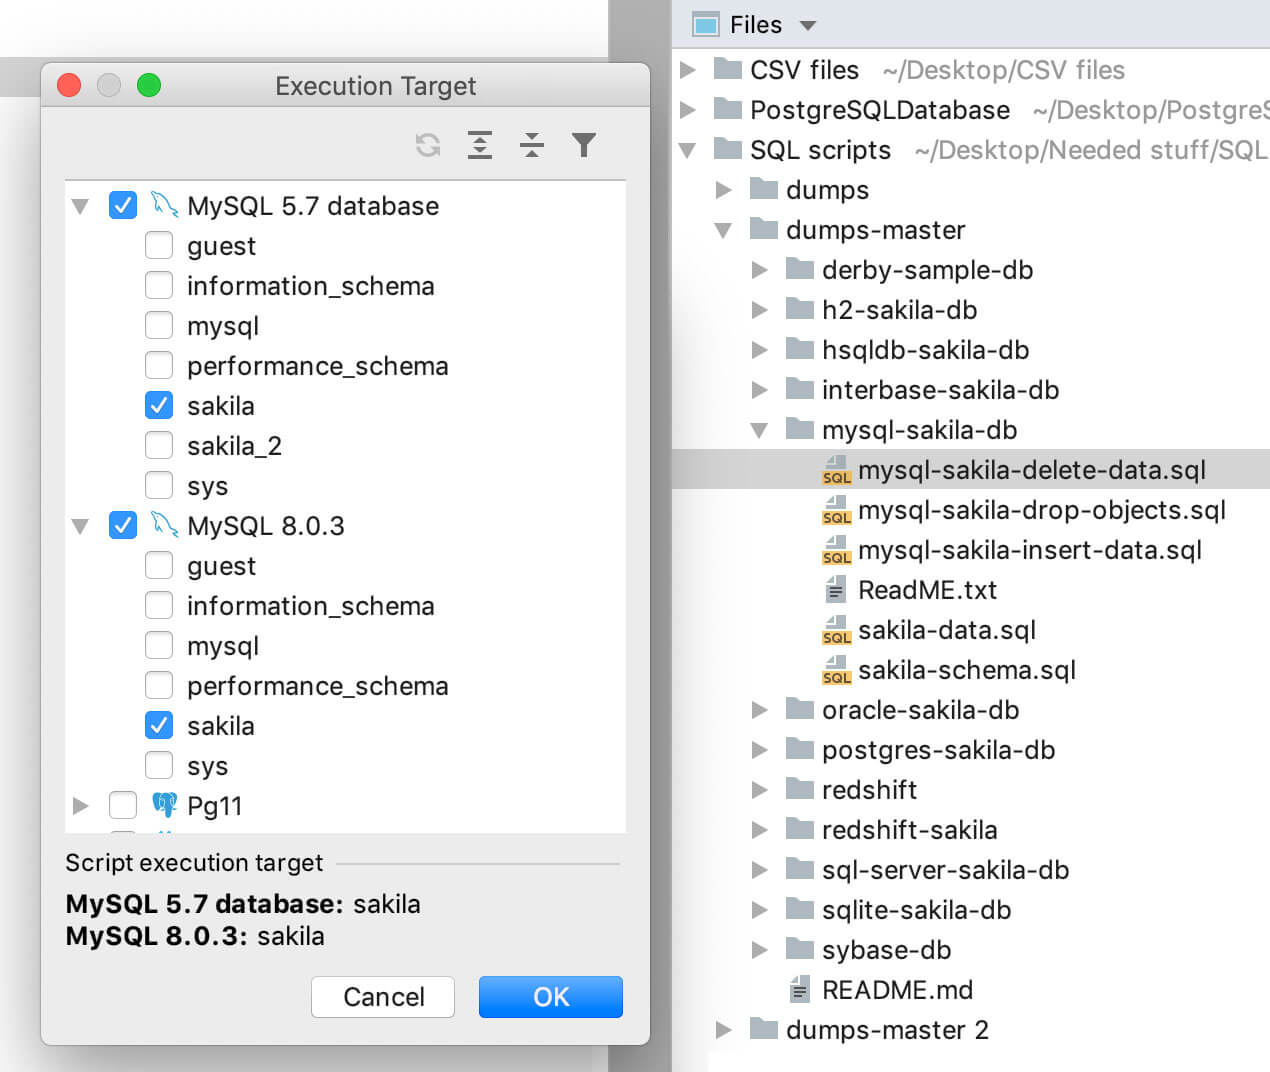 Execution Target
MySQL 5.7 database
guest
information_schema
mysql
performance_schema
sakila
sakila_2
sys
MySQL 8.0.3
guest
information_schema
mysql
performance_schema
sakila
sys
Pg11
Script execution target
MySQL 5.7 database: sakila
MySQL 8.0.3: sakila
Cancel
OK
Files
CSV files ~/Desktop/CSV files
PostgreSQLDatabase ~/Desktop/PostgreS
SQL scripts ~/Desktop/Needed stuff/SQL
dumps
dumps-master
derby-sample-db
h2-sakila-db
hsqldb-sakila-db
interbase-sakila-db
mysql-sakila-db
SQL mysql-sakila-delete-data.sql
SQL mysql-sakila-drop-objects.sql
SQL mysql-sakila-insert-data.sql
ReadME.txt
SQL sakila-data.sql
SQL sakila-schema.sql
oracle-sakila-db
postgres-sakila-db
redshift
redshift-sakila
sql-server-sakila-db
sqlite-sakila-db
sybase-db
README.md
dumps-master 2